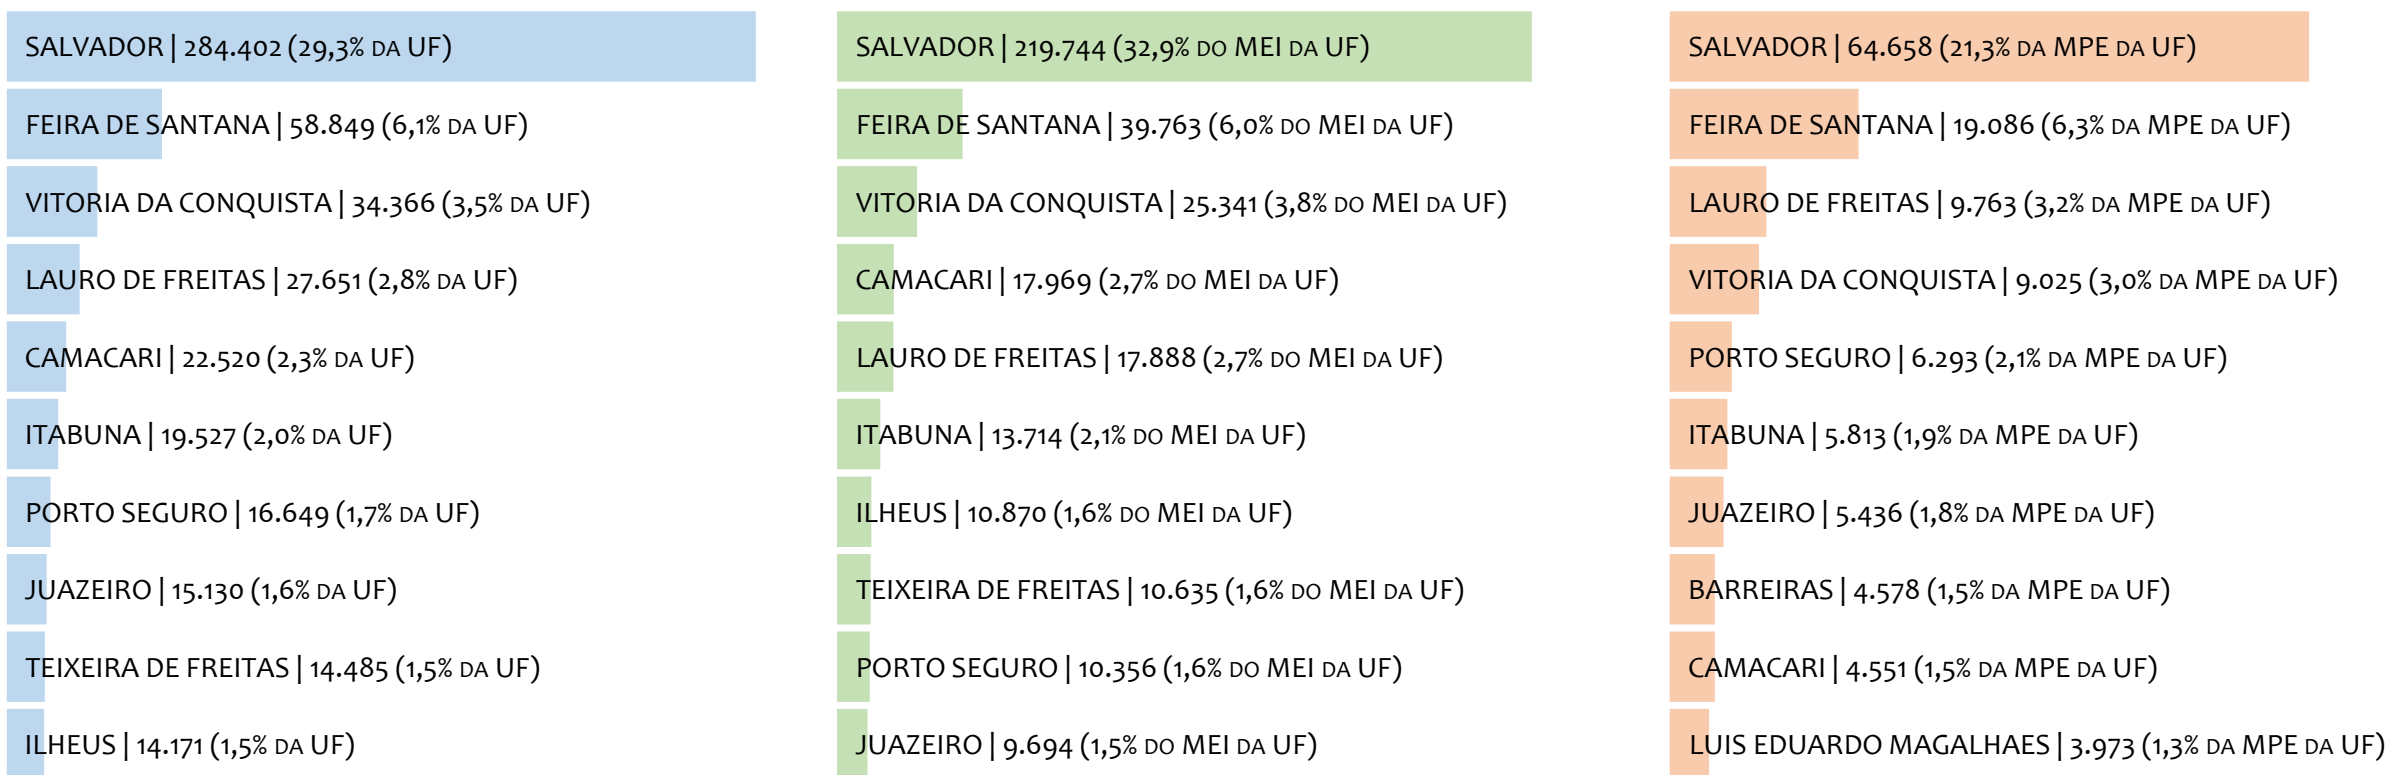 SALVADOR | 284.402 (29,3% DA UF)
FEIRA DE SANTANA | 58.849 (6,1% DA UF)
VITORIA DA CONQUISTA | 34.366 (3,5% DA UF)
LAURO DE FREITAS | 27.651 (2,8% DA UF)
CAMACARI | 22.520 (2,3% DA UF)
ITABUNA | 19.527 (2,0% DA UF)
PORTO SEGURO | 16.649 (1,7% DA UF)
JUAZEIRO | 15.130 (1,6% DA UF)
TEIXEIRA DE FREITAS | 14.485 (1,5% DA UF)
ILHEUS | 14.171 (1,5% DA UF)
SALVADOR | 219.744 (32,9% DO MEI DA UF)
FEIRA DE SANTANA | 39.763 (6,0% DO MEI DA UF)
VITORIA DA CONQUISTA | 25.341 (3,8% DO MEI DA UF)
CAMACARI | 17.969 (2,7% DO MEI DA UF)
LAURO DE FREITAS | 17.888 (2,7% DO MEI DA UF)
ITABUNA | 13.714 (2,1% DO MEI DA UF)
ILHEUS | 10.870 (1,6% DO MEI DA UF)
TEIXEIRA DE FREITAS | 10.635 (1,6% DO MEI DA UF)
PORTO SEGURO | 10.356 (1,6% DO MEI DA UF)
JUAZEIRO | 9.694 (1,5% DO MEI DA UF)
SALVADOR | 64.658 (21,3% DA MPE DA UF)
FEIRA DE SANTANA | 19.086 (6,3% DA MPE DA UF)
LAURO DE FREITAS | 9.763 (3,2% DA MPE DA UF)
VITORIA DA CONQUISTA | 9.025 (3,0% DA MPE DA UF)
PORTO SEGURO | 6.293 (2,1% DA MPE DA UF)
ITABUNA | 5.813 (1,9% DA MPE DA UF)
JUAZEIRO | 5.436 (1,8% DA MPE DA UF)
BARREIRAS | 4.578 (1,5% DA MPE DA UF)
CAMACARI | 4.551 (1,5% DA MPE DA UF)
LUIS EDUARDO MAGALHAES | 3.973 (1,3% DA MPE DA UF)